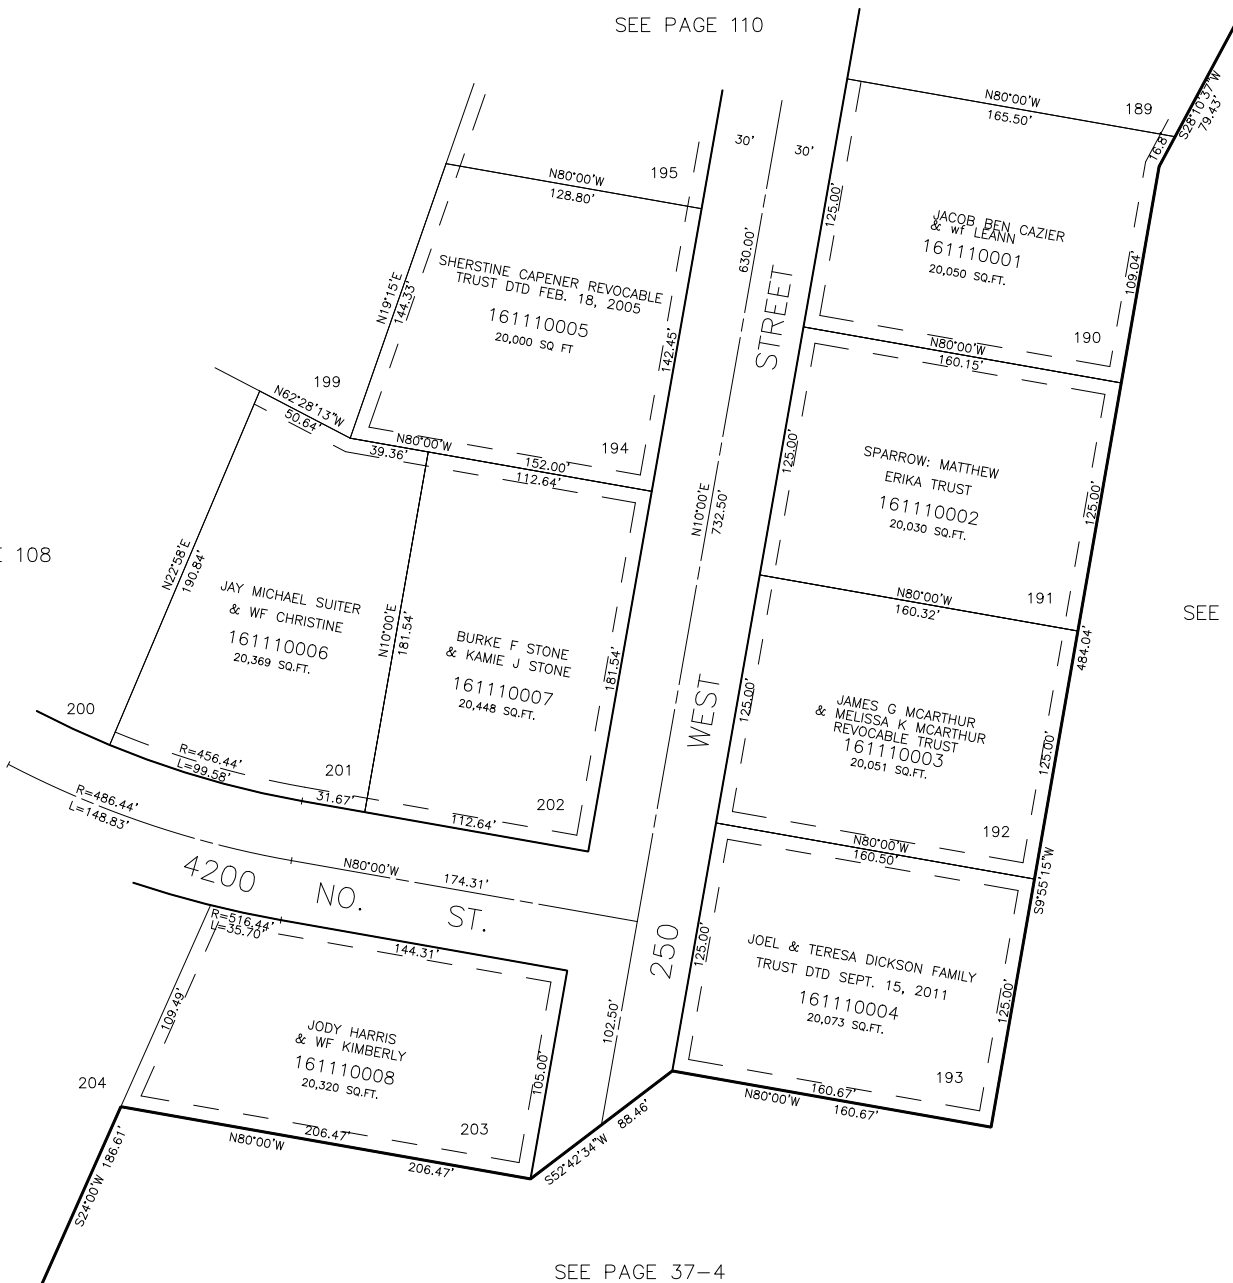 SEE PAGE 110
N80°00'W
165.50'
189
S28°10'37"W
79.43'
16.8'
30'
30'
195
N80°00'W
128.80'
125.00'
JACOB BEN CAZIER
& wf LEANN
161110001
20,050 SQ.FT.
109.04'
190
630.00'
STREET
N19°15'E
144.33'
SHERSTINE CAPENER REVOCABLE
TRUST DTD FEB. 18, 2005
161110005
20,000 SQ FT
142.45'
194
N80°00'W
160.15'
199
N62°28'13"W
50.64'
N80°00'W
39.36'
152.00'
112.64'
125.00'
SPARROW: MATTHEW
ERIKA TRUST
161110002
20,030 SQ.FT.
125.00'
191
N10°00'E
732.50'
108
N22°58'E
190.84'
JAY MICHAEL SUITER
& WF CHRISTINE
161110006
20,369 SQ.FT.
N10°00'E
181.54'
BURKE F STONE
& KAMIE J STONE
161110007
20,448 SQ.FT.
181.54'
N80°00'W
160.32'
SEE
484.04'
WEST
125.00'
JAMES G MCARTHUR
& MELISSA K MCARTHUR
REVOCABLE TRUST
161110003
20,051 SQ.FT.
125.00'
192
200
R=456.44'
L=99.58'
201
31.67'
202
112.64'
R=486.44'
L=148.83'
N80°00'W
174.31'
4200 NO. ST.
N80°00'W
160.50'
S9°55'15"W
R=516.44'
L=35.70'
144.31'
250
125.00'
JOEL & TERESA DICKSON FAMILY
TRUST DTD SEPT. 15, 2011
161110004
20,073 SQ.FT.
125.00'
193
109.49'
JODY HARRIS
& WF KIMBERLY
161110008
20,320 SQ.FT.
105.00'
102.50'
204
203
N80°00'W
206.47'
206.47'
160.67'
N80°00'W
160.67'
S52°42'34"W
88.46'
S24°00'W
186.61'
SEE PAGE 37-4